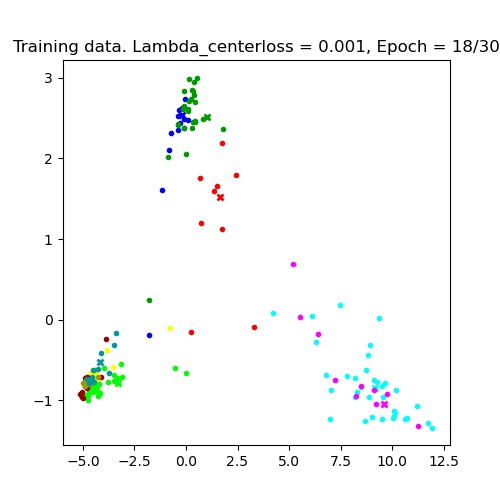 Training data. Lambda_centerloss = 0.001, Epoch = 18/30
3
2
1
0
−1
−5.0 −2.5 0.0 2.5 5.0 7.5 10.0 12.5